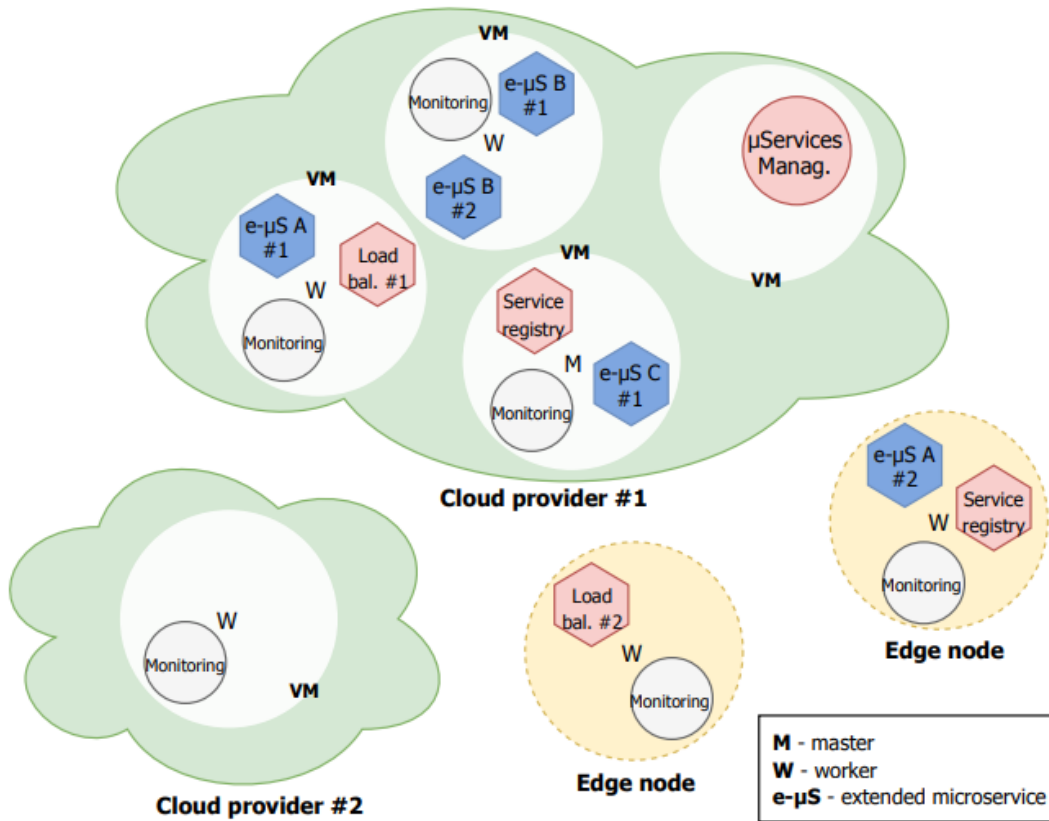 VM
Monitoring
e-µS B
#1
W
e-µS B
#2
µServices
Manag.
VM
VM
e-µS A
#1
Load
bal. #1
W
Monitoring
VM
Service
registry
M
e-µS C
#1
Monitoring
Cloud provider #1
e-µS A
#2
Service
registry
W
Monitoring
Edge node
W
Monitoring
VM
Cloud provider #2
Load
bal. #2
W
Monitoring
Edge node
M - master
W - worker
e-µS - extended microservice